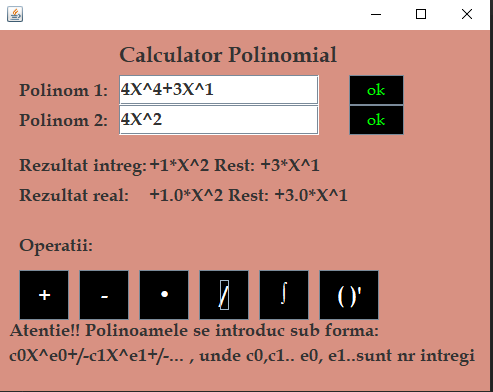 Calculator Polinomial
Polinom 1: 4X^4+3X^1 ok
Polinom 2: 4X^2 ok
Rezultat intreg: +1*X^2 Rest: +3*X^1
Rezultat real: +1.0*X^2 Rest: +3.0*X^1
Operatii:
+ - • / ∫ ( )'
Atentie!! Polinoamele se introduc sub forma:
c0X^e0+/-c1X^e1+/-... , unde c0,c1.. e0, e1..sunt nr intregi